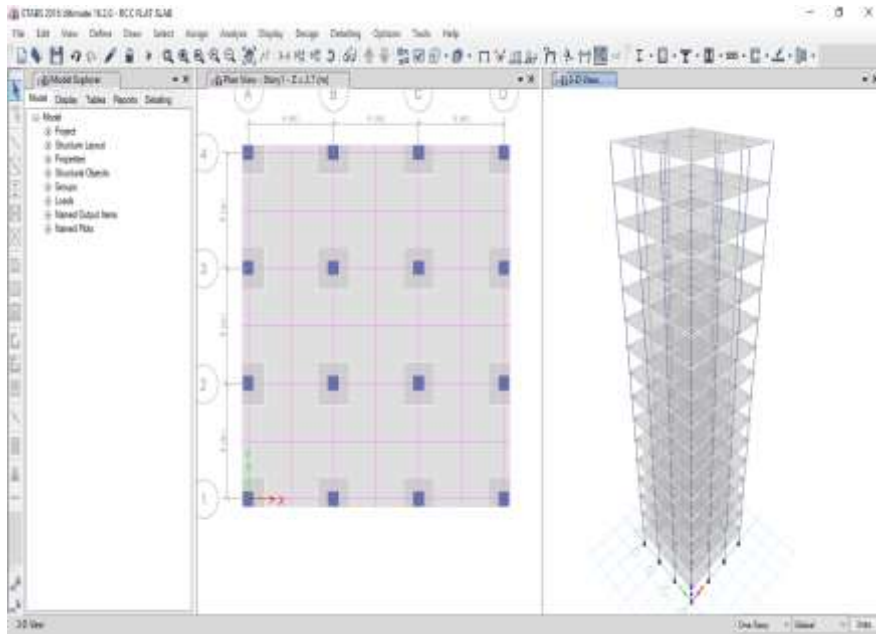 ETABS 2016 Ultimate 16.2.0 - RCC FLAT SLAB
File Edit View Define Draw Select Assign Analyze Display Design Detailing Options Tools Help
Model Explorer
Plan View - Story1 - Z = 3.7 (m)
3-D View
Model Display Tables Reports Detailing
Model
Project
Structure Layout
Properties
Structural Objects
Groups
Loads
Named Output Items
Named Plots
A B C D
4
3
2
1
X
3-D View
One Story Global Units